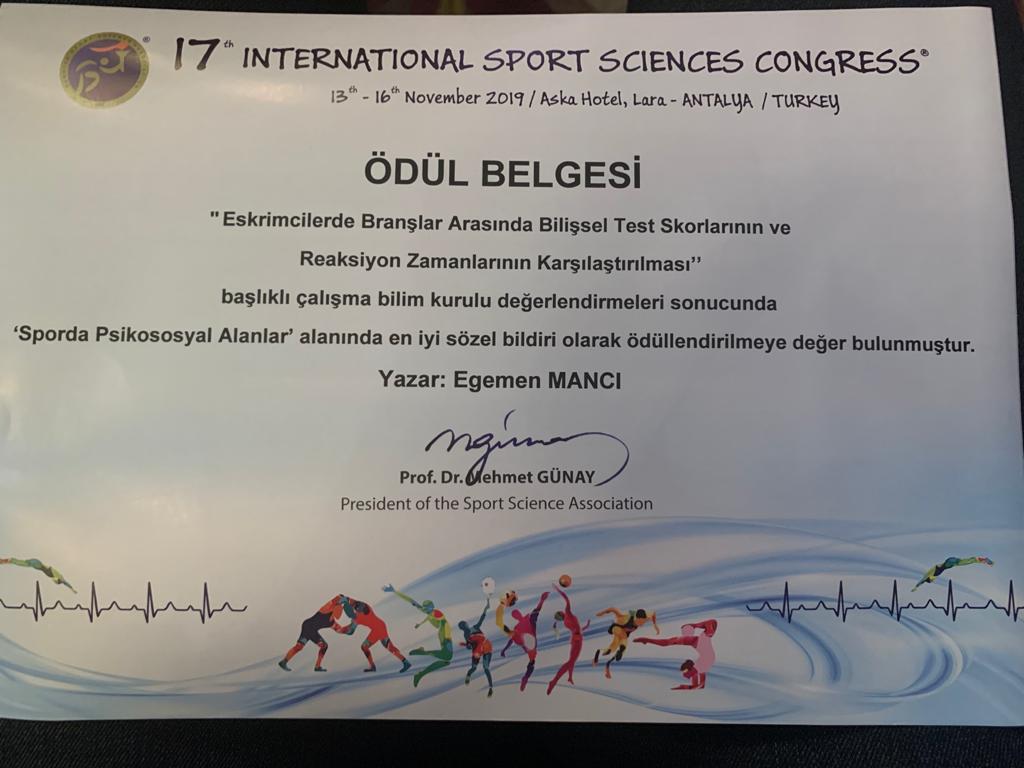 17th INTERNATIONAL SPORT SCIENCES CONGRESS®
13th - 16th November 2019 / Aska Hotel, Lara - ANTALYA / TURKEY
ÖDÜL BELGESİ
"Eskrimcilerde Branşlar Arasında Bilişsel Test Skorlarının ve
Reaksiyon Zamanlarının Karşılaştırılması’’
başlıklı çalışma bilim kurulu değerlendirmeleri sonucunda
‘Sporda Psikososyal Alanlar’ alanında en iyi sözel bildiri olarak ödüllendirilmeye değer bulunmuştur.
Yazar: Egemen MANCI
Prof. Dr. Mehmet GÜNAY
President of the Sport Science Association